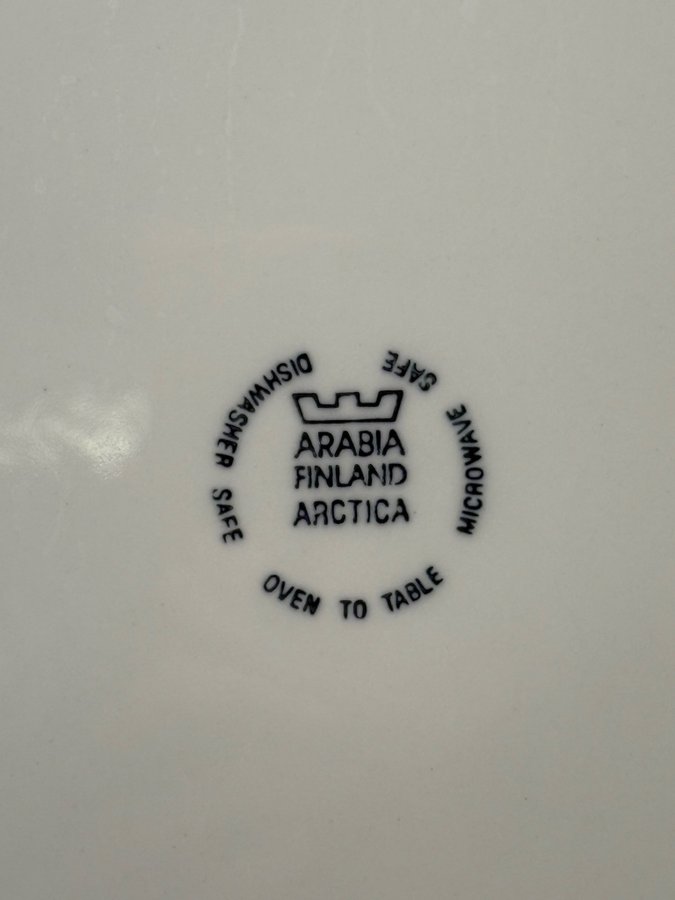 ARABIA
FINLAND
ARCTICA
DISHWASHER SAFE
OVEN TO TABLE
MICROWAVE SAFE